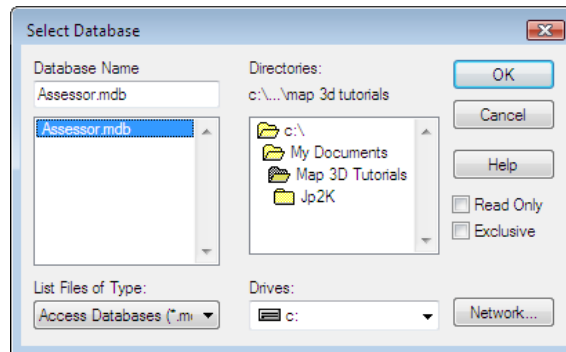 Select Database
Database Name
Assessor.mdb
Assessor.mdb
List Files of Type:
Access Databases (*.m
Directories:
c:\...\map 3d tutorials
c:\
My Documents
Map 3D Tutorials
Jp2K
Drives:
c:
OK
Cancel
Help
Read Only
Exclusive
Network...